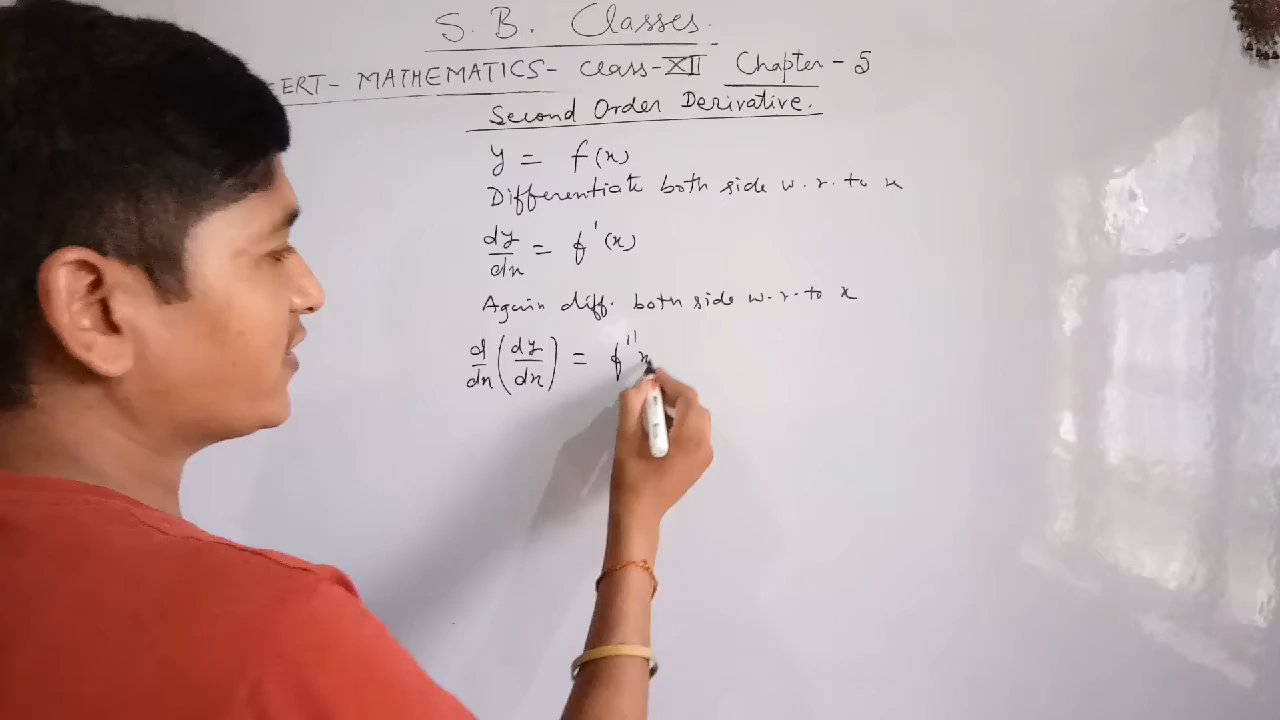 S. B. Classes.
ERT- MATHEMATICS- Class-XII Chapter - 5
Second Order Derivative.
y = f(x)
Differentiate both side w.r.to x
dy/dx = f'(x)
Again diff. both side w.r.to x
d/dx (dy/dx) = f''x